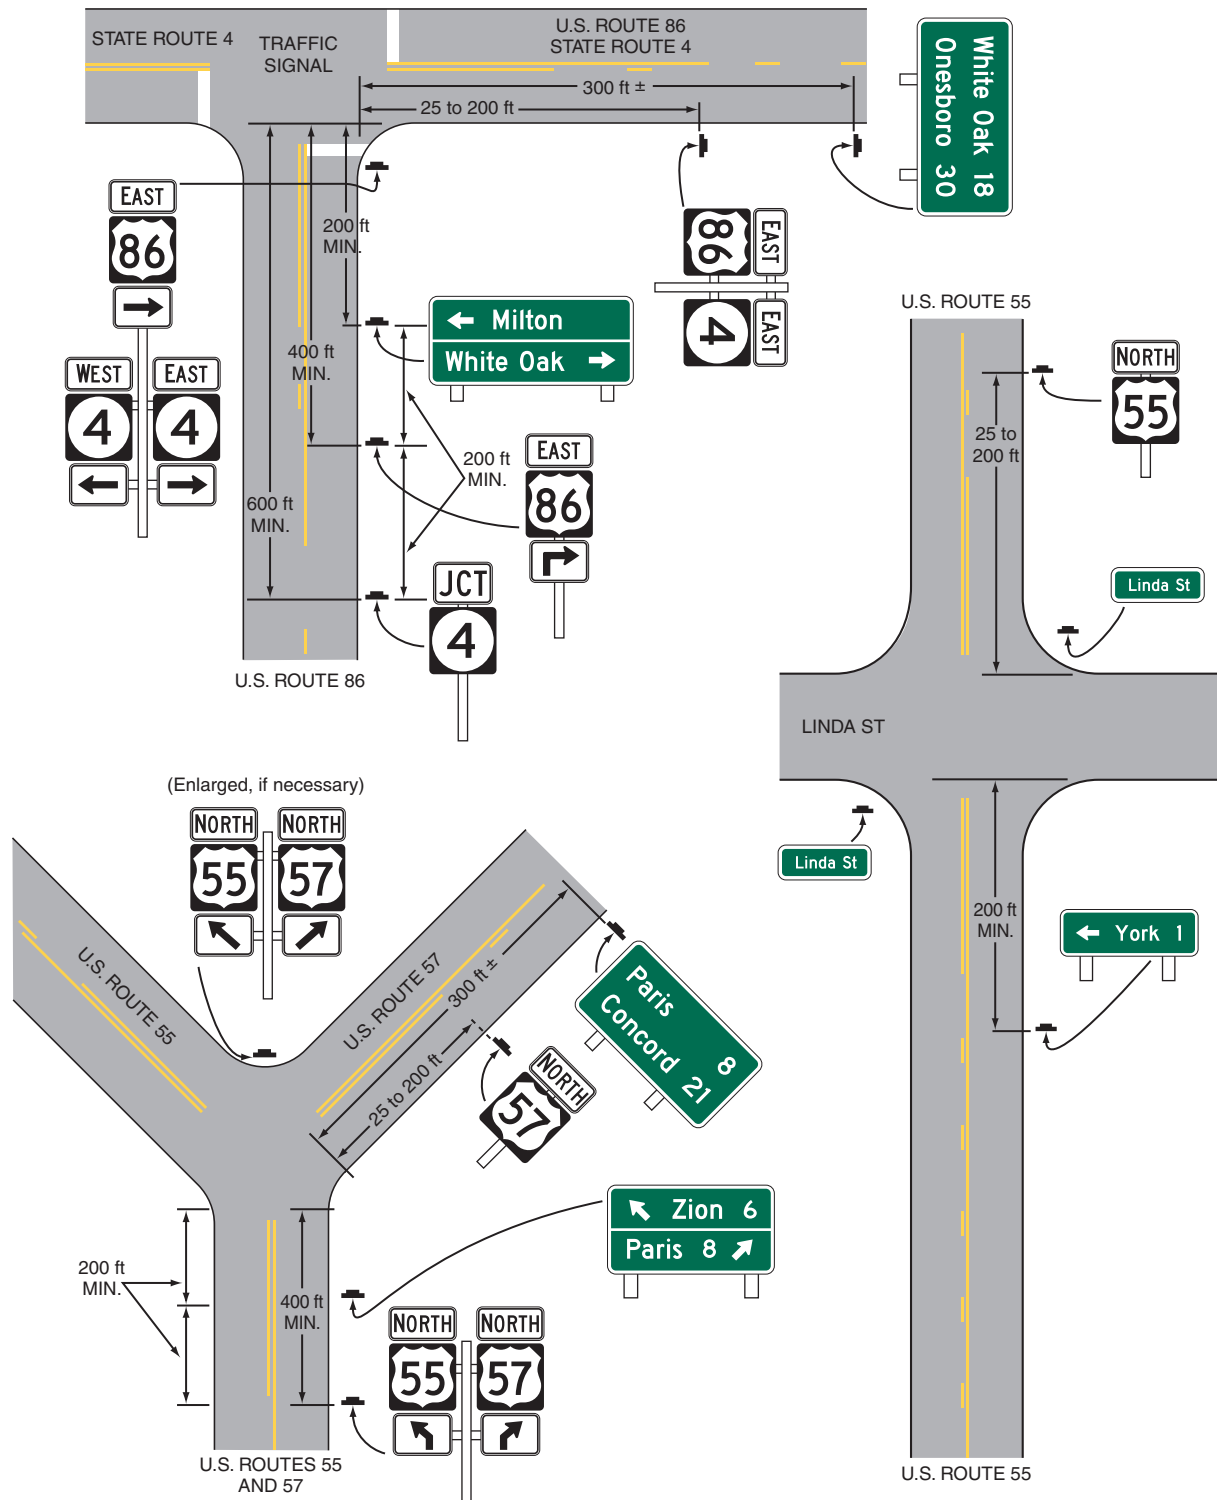 STATE ROUTE 4
TRAFFIC
SIGNAL
U.S. ROUTE 86
STATE ROUTE 4
300 ft ±
25 to 200 ft
White Oak 18
Onesboro 30
EAST
86
EAST
4
EAST
86
WEST
4
EAST
4
200 ft
MIN.
400 ft
MIN.
600 ft
MIN.
200 ft
MIN.
Milton
White Oak
EAST
86
JCT
4
U.S. ROUTE 86
U.S. ROUTE 55
NORTH
55
25 to
200 ft
Linda St
LINDA ST
Linda St
200 ft
MIN.
York 1
U.S. ROUTE 55
(Enlarged, if necessary)
NORTH
55
NORTH
57
U.S. ROUTE 55
U.S. ROUTE 57
300 ft ±
25 to 200 ft
Paris 8
Concord 21
NORTH
57
Zion 6
Paris 8
200 ft
MIN.
400 ft
MIN.
NORTH
55
NORTH
57
U.S. ROUTES 55
AND 57